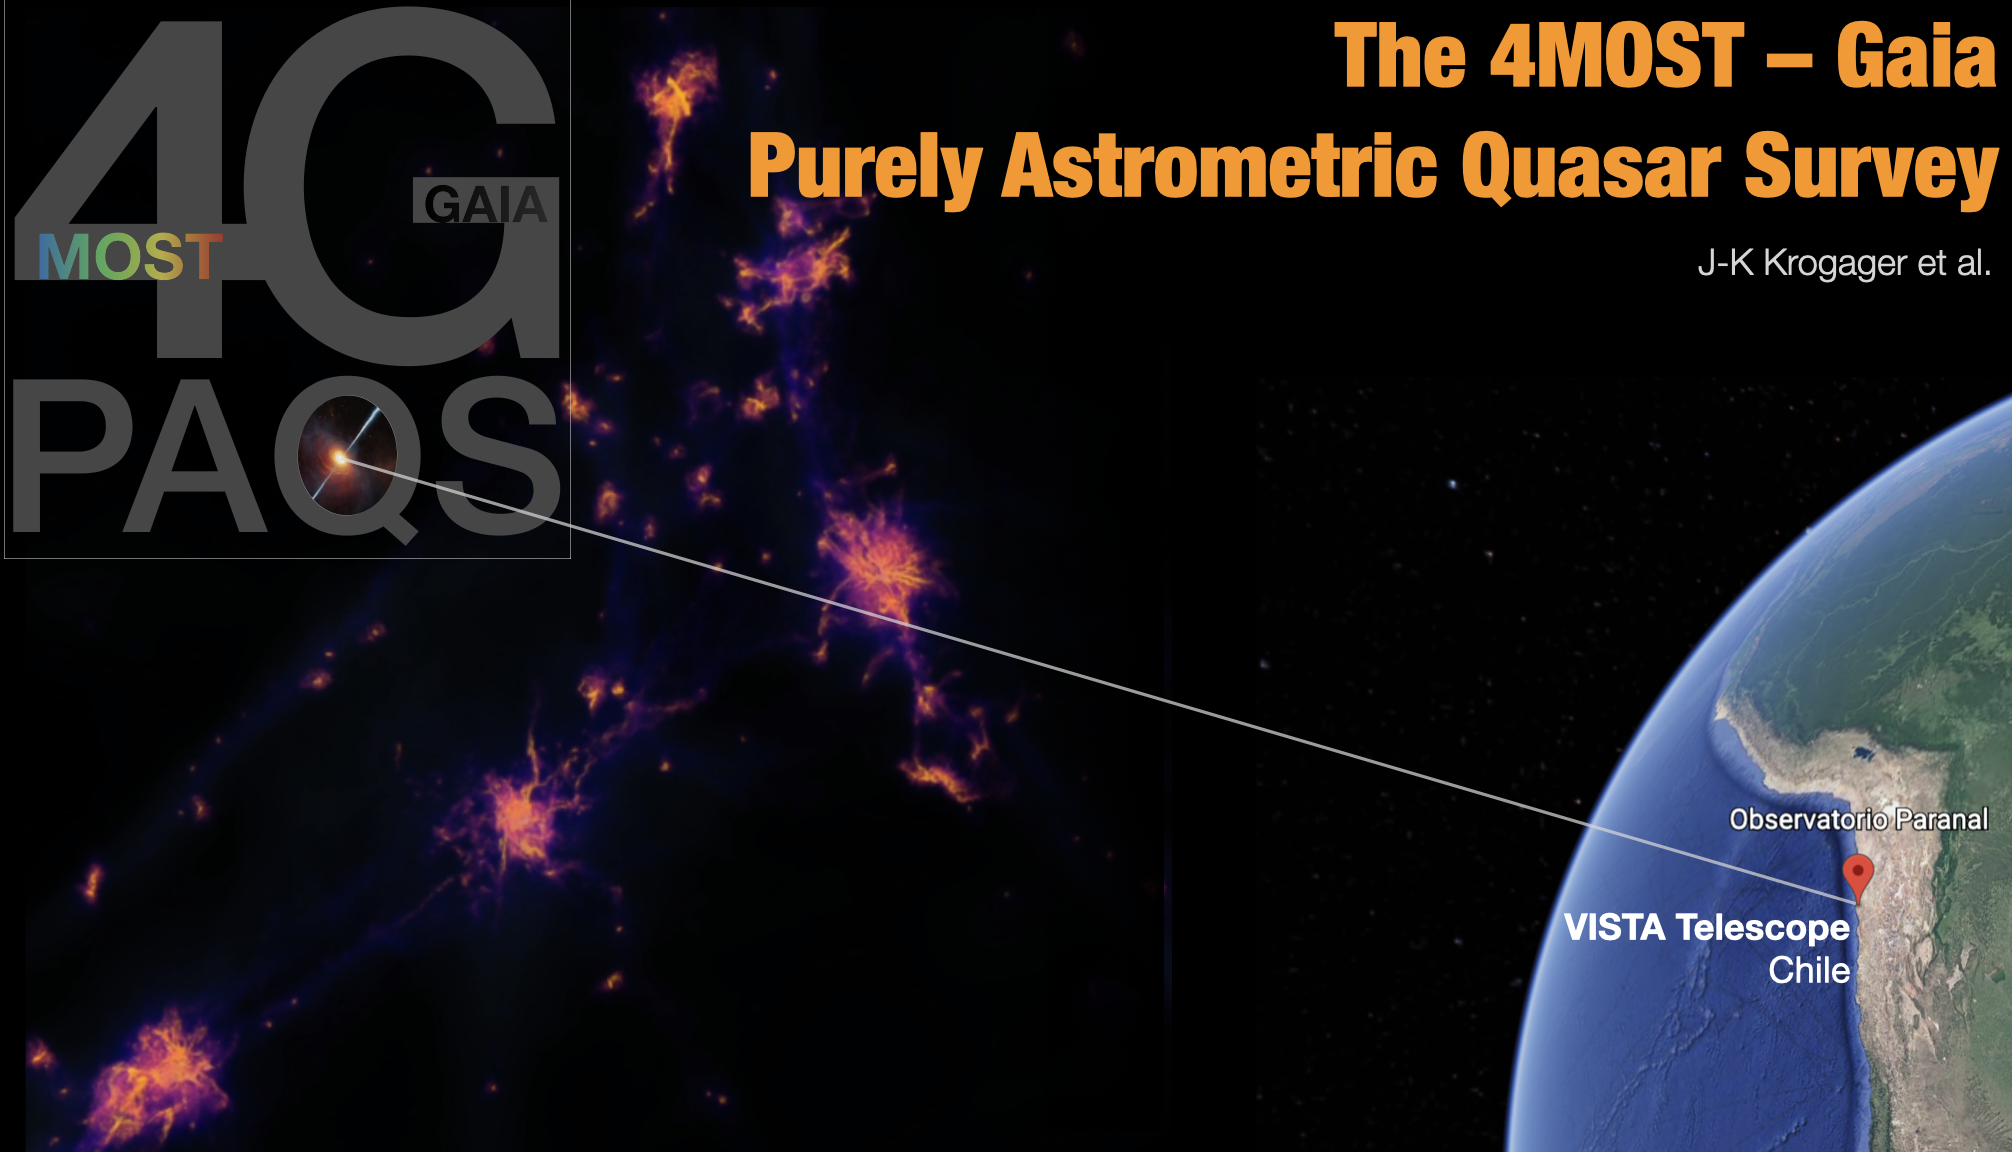 4G
GAIA
MOST
PAQS
The 4MOST – Gaia
Purely Astrometric Quasar Survey
J-K Krogager et al.
Observatorio Paranal
VISTA Telescope
Chile